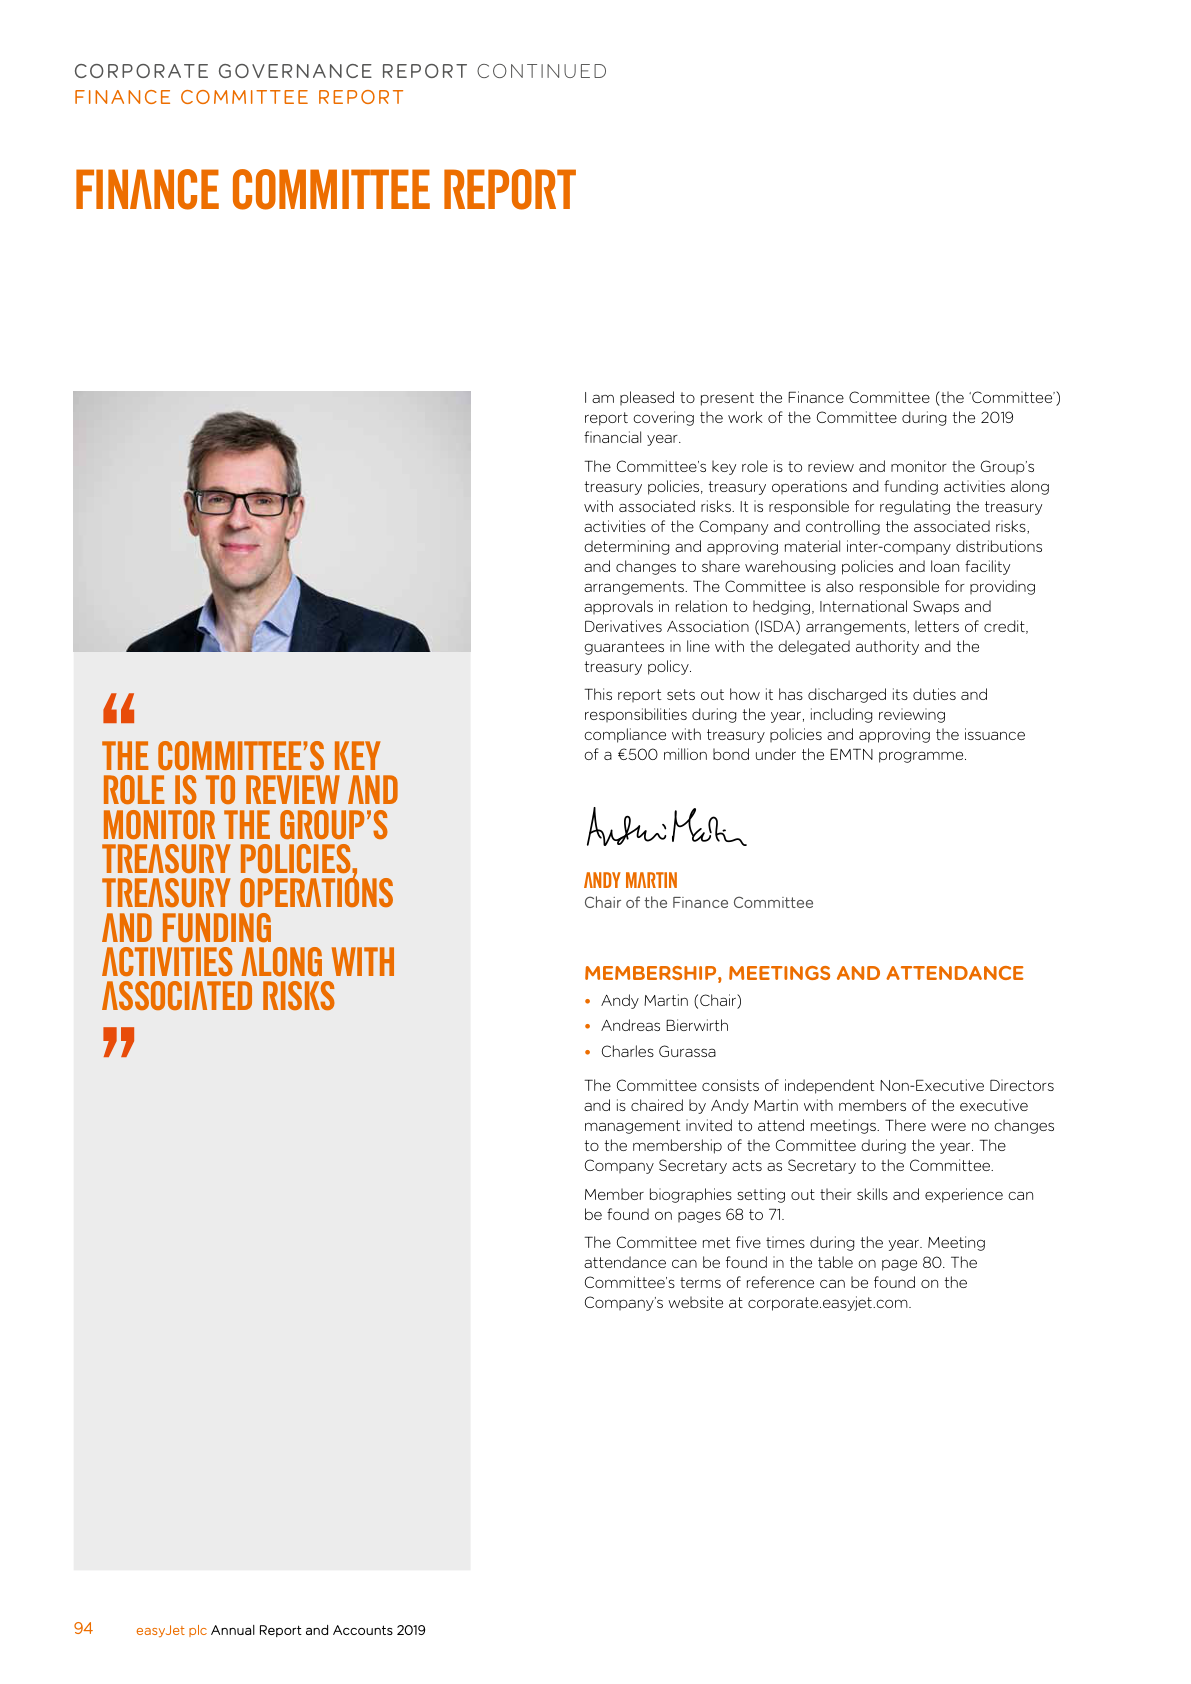 CORPORATE GOVERNANCE REPORT CONTINUED
FINANCE COMMITTEE REPORT
FINANCE COMMITTEE REPORT
I am pleased to present the Finance Committee (the ‘Committee’)
report covering the work of the Committee during the 2019
financial year.
The Committee’s key role is to review and monitor the Group’s
treasury policies, treasury operations and funding activities along
with associated risks. It is responsible for regulating the treasury
activities of the Company and controlling the associated risks,
determining and approving material inter-company distributions
and changes to share warehousing policies and loan facility
arrangements. The Committee is also responsible for providing
approvals in relation to hedging, International Swaps and
Derivatives Association (ISDA) arrangements, letters of credit,
guarantees in line with the delegated authority and the
treasury policy.
This report sets out how it has discharged its duties and
responsibilities during the year, including reviewing
compliance with treasury policies and approving the issuance
of a €500 million bond under the EMTN programme.
ANDY MARTIN
Chair of the Finance Committee
MEMBERSHIP, MEETINGS AND ATTENDANCE
• Andy Martin (Chair)
• Andreas Bierwirth
• Charles Gurassa
The Committee consists of independent Non-Executive Directors
and is chaired by Andy Martin with members of the executive
management invited to attend meetings. There were no changes
to the membership of the Committee during the year. The
Company Secretary acts as Secretary to the Committee.
Member biographies setting out their skills and experience can
be found on pages 68 to 71.
The Committee met five times during the year. Meeting
attendance can be found in the table on page 80. The
Committee’s terms of reference can be found on the
Company’s website at corporate.easyjet.com.
“
THE COMMITTEE’S KEY
ROLE IS TO REVIEW AND
MONITOR THE GROUP’S
TREASURY POLICIES,
TREASURY OPERATIONS
AND FUNDING
ACTIVITIES ALONG WITH
ASSOCIATED RISKS
”
94 easyJet plc Annual Report and Accounts 2019